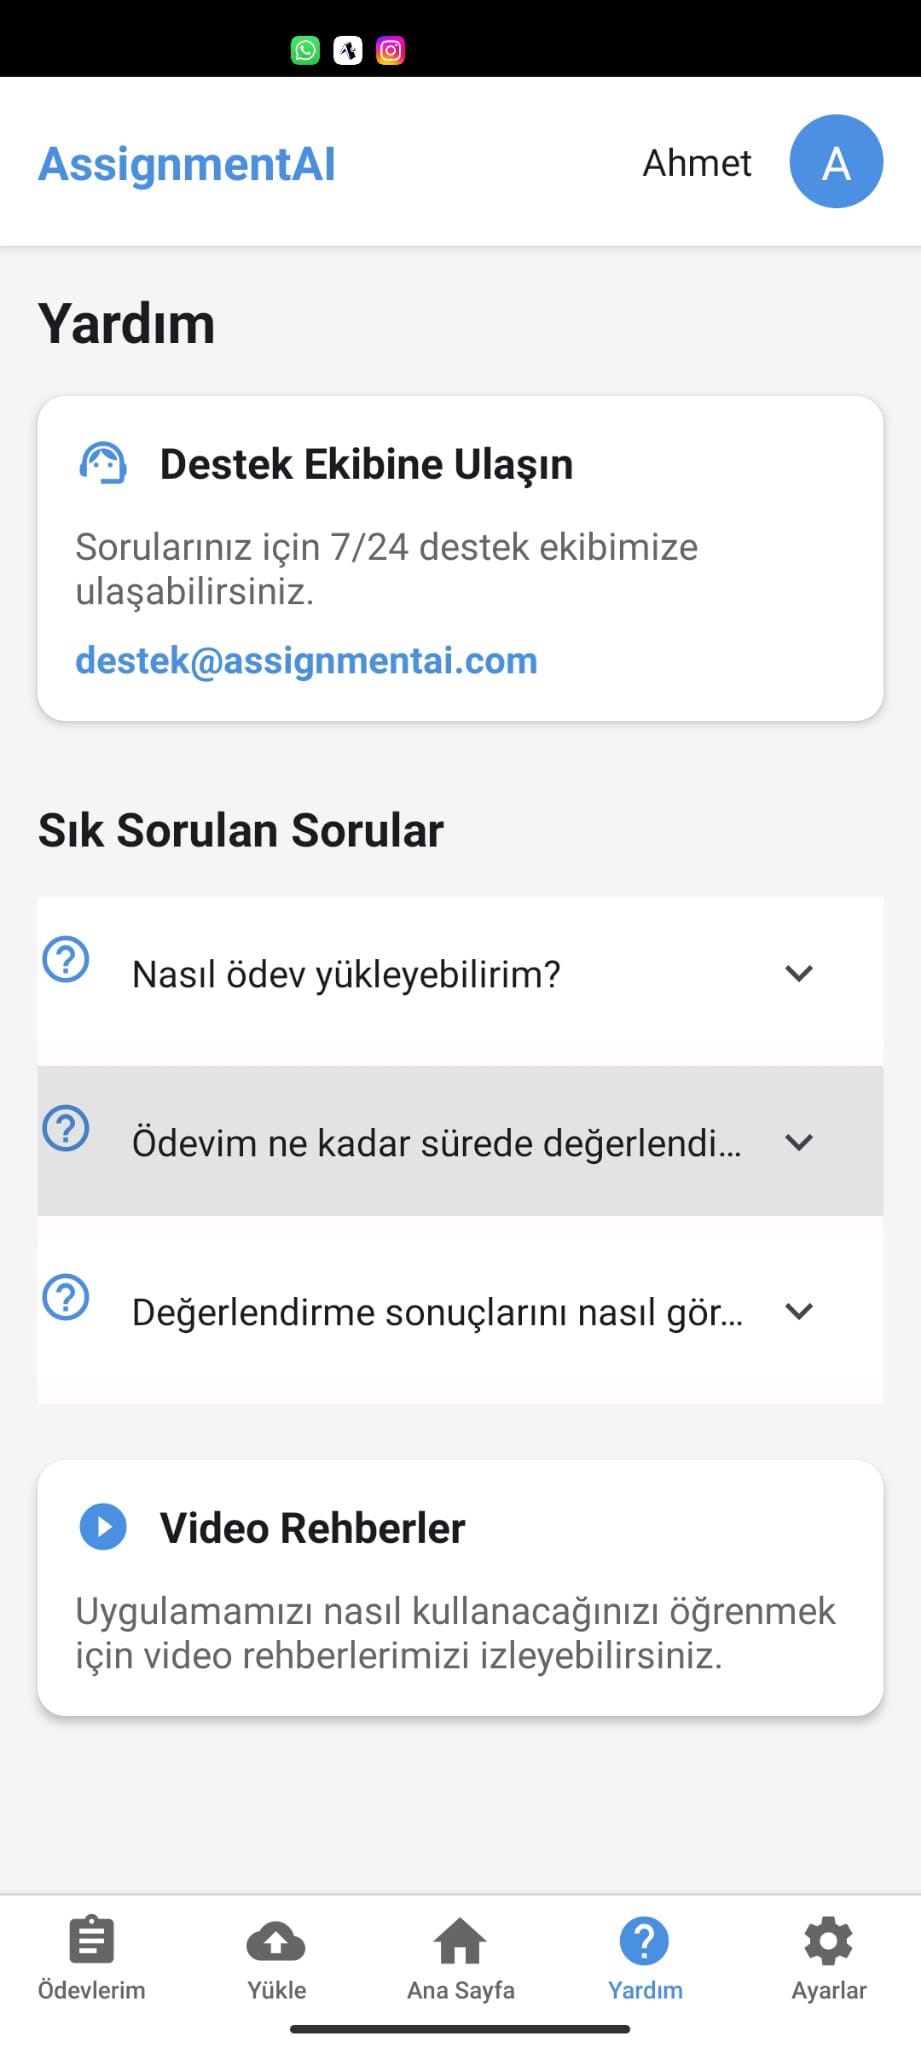 AssignmentAI
Ahmet
A
Yardım
Destek Ekibine Ulaşın
Sorularınız için 7/24 destek ekibimize
ulaşabilirsiniz.
destek@assignmentai.com
Sık Sorulan Sorular
Nasıl ödev yükleyebilirim?
Ödevim ne kadar sürede değerlendi...
Değerlendirme sonuçlarını nasıl gör...
Video Rehberler
Uygulamamızı nasıl kullanacağınızı öğrenmek
için video rehberlerimizi izleyebilirsiniz.
Ödevlerim
Yükle
Ana Sayfa
Yardım
Ayarlar